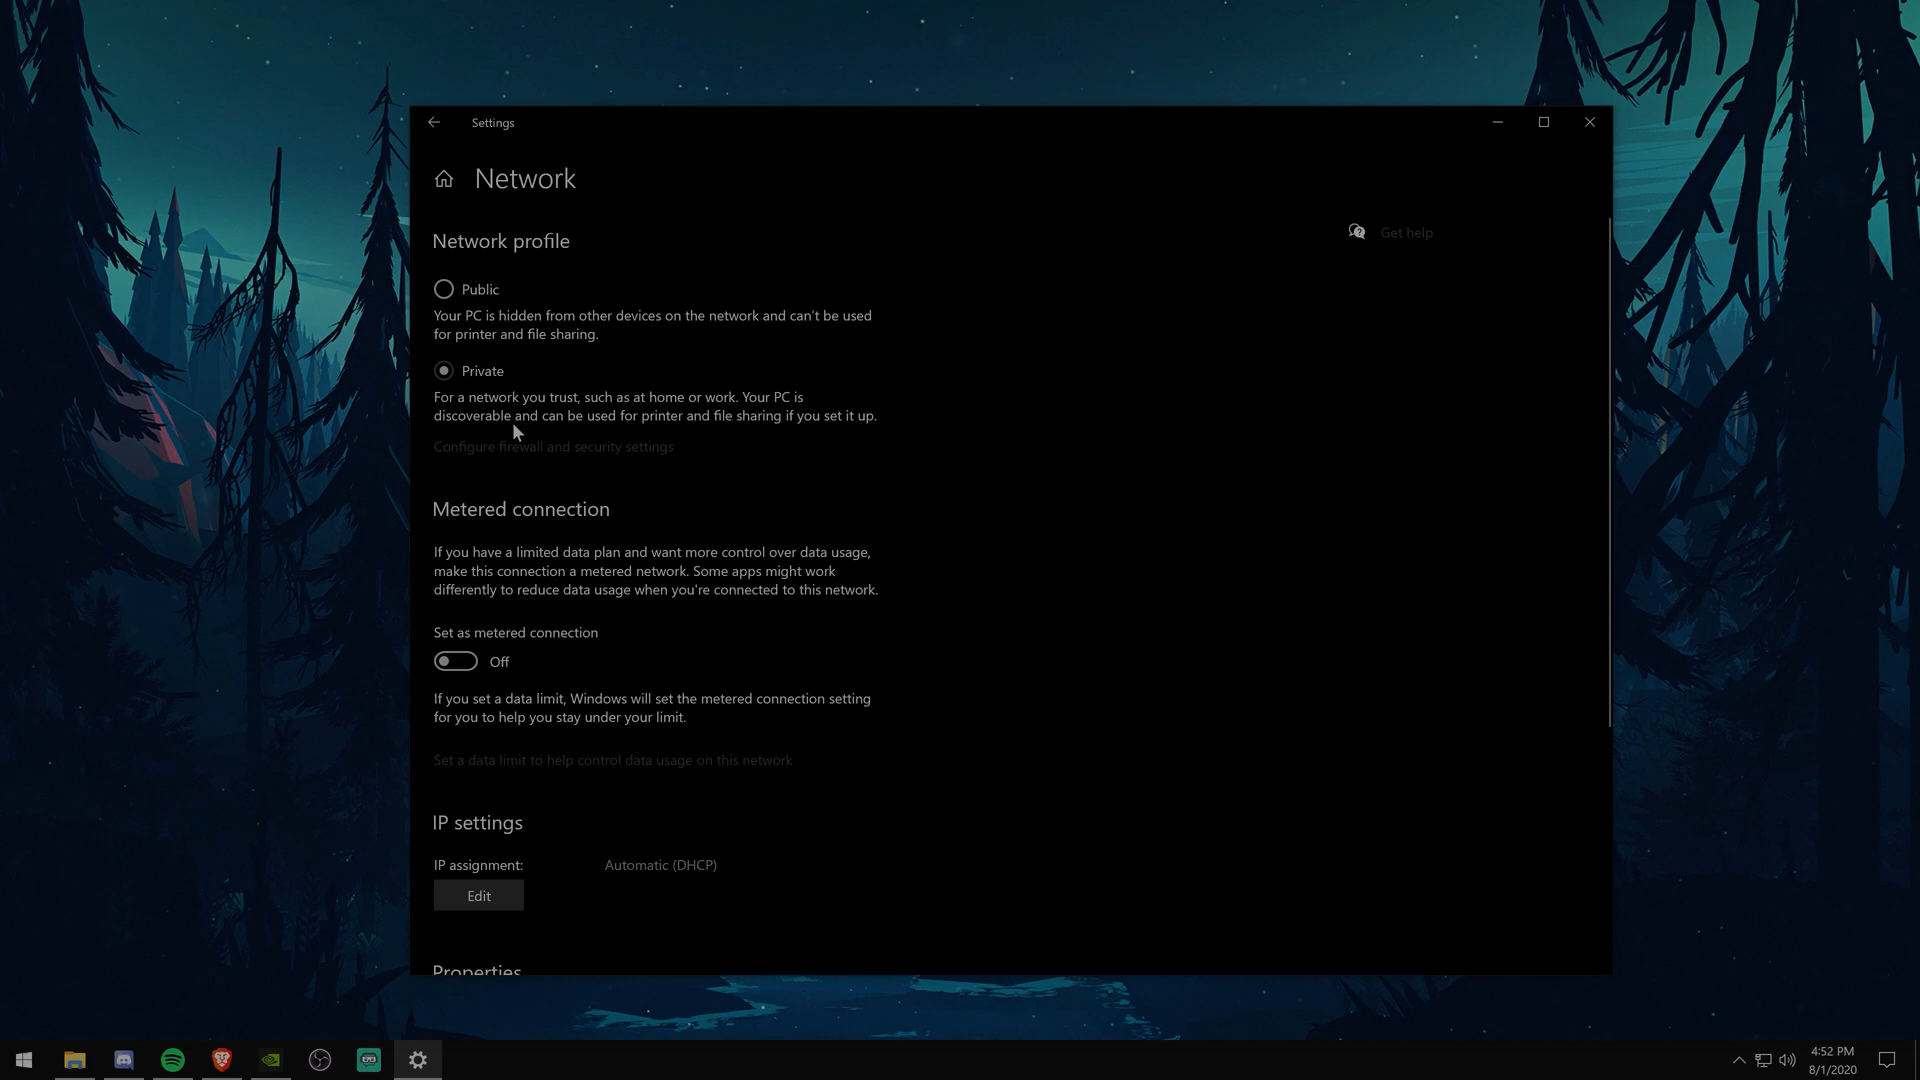 Settings
Network
Network profile
Get help
Public
Your PC is hidden from other devices on the network and can't be used
for printer and file sharing.
Private
For a network you trust, such as at home or work. Your PC is
discoverable and can be used for printer and file sharing if you set it up.
Configure firewall and security settings
Metered connection
If you have a limited data plan and want more control over data usage,
make this connection a metered network. Some apps might work
differently to reduce data usage when you're connected to this network.
Set as metered connection
Off
If you set a data limit, Windows will set the metered connection setting
for you to help you stay under your limit.
Set a data limit to help control data usage on this network
IP settings
IP assignment: Automatic (DHCP)
Edit
Properties
4:52 PM
8/1/2020